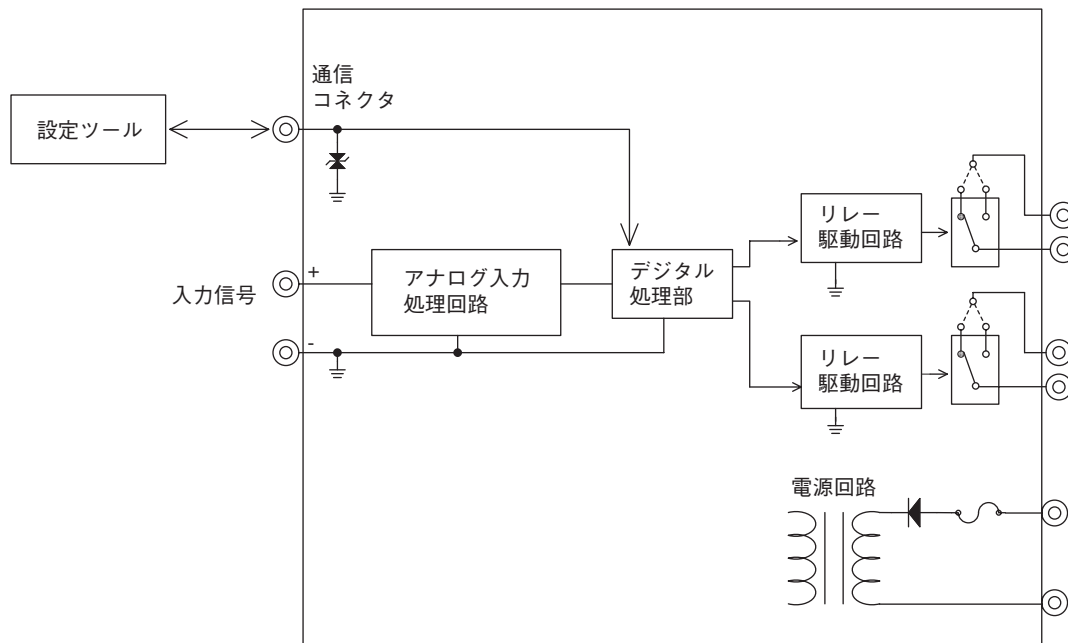 通信
コネクタ
設定ツール
リレー
駆動回路
+
アナログ入力
処理回路
デジタル
処理部
入力信号
-
リレー
駆動回路
電源回路